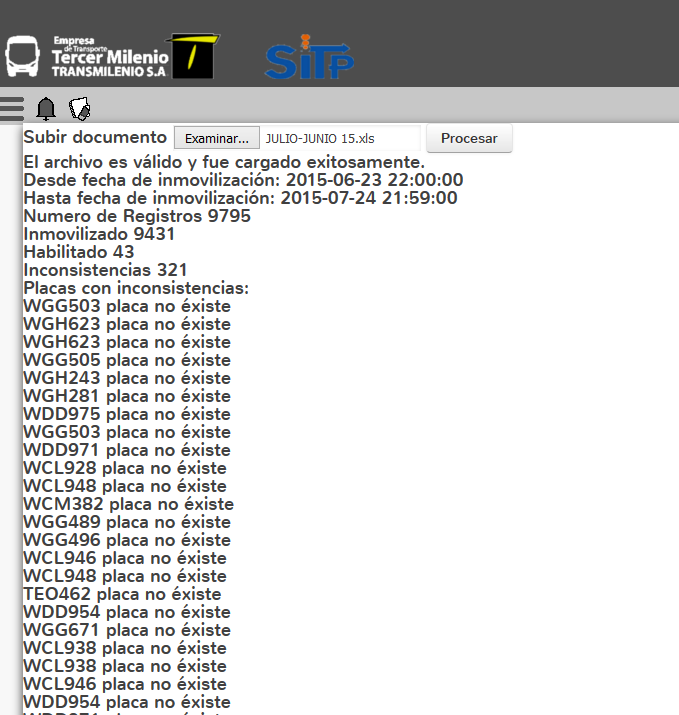 Empresa
de Transporte
Tercer Milenio
TRANSMILENIO S.A
T
SiTP
Subir documento Examinar... JULIO-JUNIO 15.xls Procesar
El archivo es válido y fue cargado exitosamente.
Desde fecha de inmovilización: 2015-06-23 22:00:00
Hasta fecha de inmovilización: 2015-07-24 21:59:00
Numero de Registros 9795
Inmovilizado 9431
Habilitado 43
Inconsistencias 321
Placas con inconsistencias:
WGG503 placa no éxiste
WGH623 placa no éxiste
WGH623 placa no éxiste
WGG505 placa no éxiste
WGH243 placa no éxiste
WGH281 placa no éxiste
WDD975 placa no éxiste
WGG503 placa no éxiste
WDD971 placa no éxiste
WCL928 placa no éxiste
WCL948 placa no éxiste
WCM382 placa no éxiste
WGG489 placa no éxiste
WGG496 placa no éxiste
WCL946 placa no éxiste
WCL948 placa no éxiste
TEO462 placa no éxiste
WDD954 placa no éxiste
WGG671 placa no éxiste
WCL938 placa no éxiste
WCL938 placa no éxiste
WCL946 placa no éxiste
WDD954 placa no éxiste